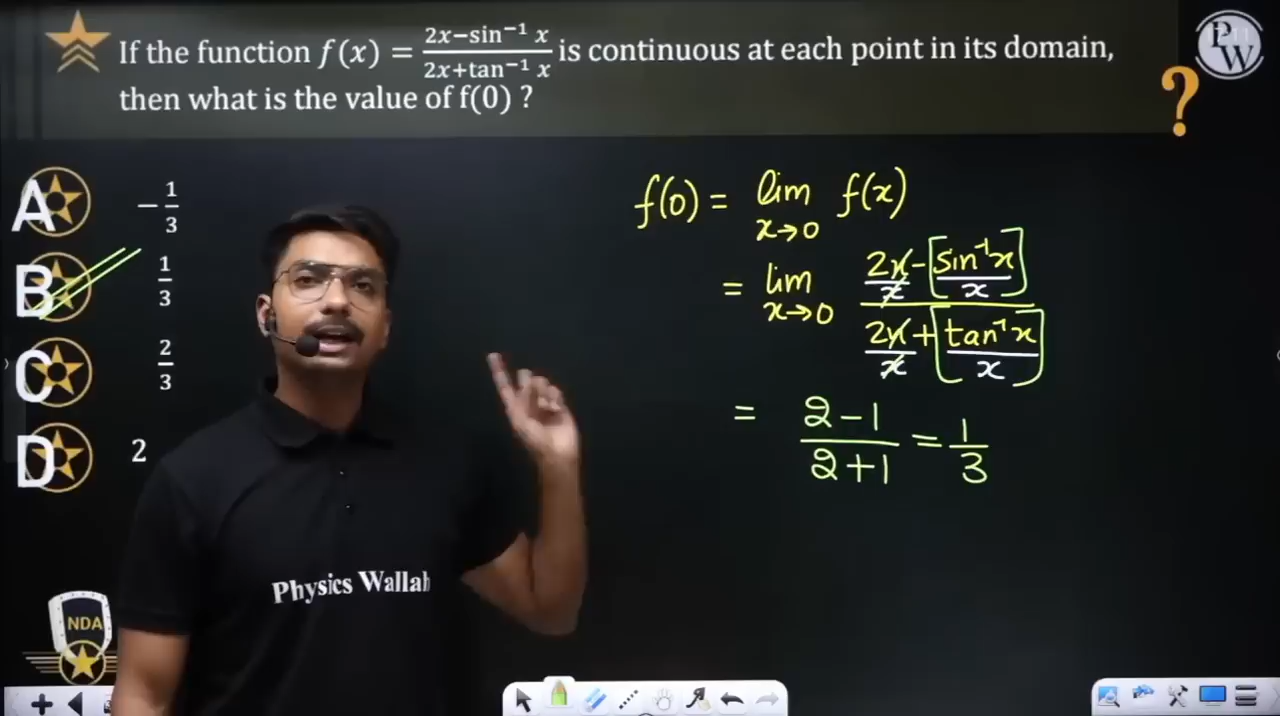 If the function f(x) = (2x−sin⁻¹ x)/(2x+tan⁻¹ x) is continuous at each point in its domain,
then what is the value of f(0) ?
PW
?
A −1/3
B 1/3
C 2/3
D 2
f(0) = lim x→0 f(x)
= lim x→0 (2x/x − [sin⁻¹x/x])/(2x/x + [tan⁻¹x/x])
= (2−1)/(2+1) = 1/3
Physics Wallah
NDA